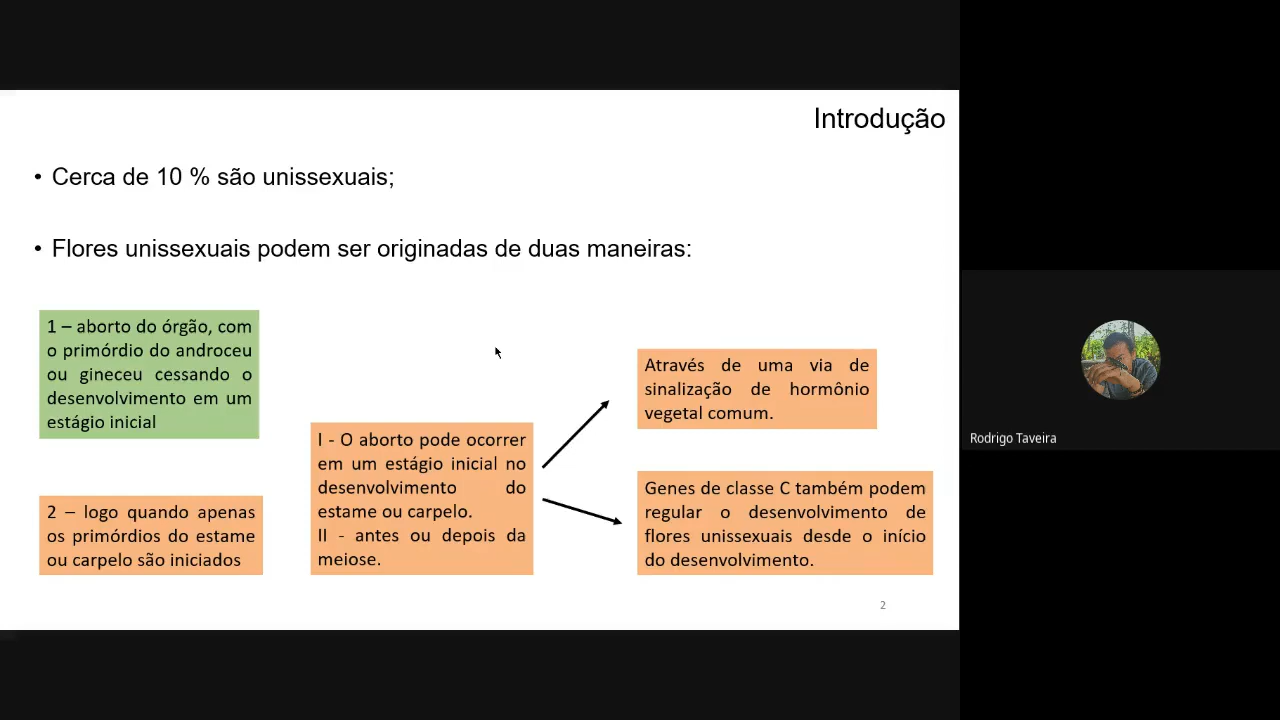 Introdução
• Cerca de 10 % são unissexuais;
• Flores unissexuais podem ser originadas de duas maneiras:
1 – aborto do órgão, com
o primórdio do androceu
ou gineceu cessando o
desenvolvimento em um
estágio inicial
2 – logo quando apenas
os primórdios do estame
ou carpelo são iniciados
I - O aborto pode ocorrer
em um estágio inicial no
desenvolvimento do
estame ou carpelo.
II - antes ou depois da
meiose.
Através de uma via de
sinalização de hormônio
vegetal comum.
Genes de classe C também podem
regular o desenvolvimento de
flores unissexuais desde o início
do desenvolvimento.
2
Rodrigo Taveira